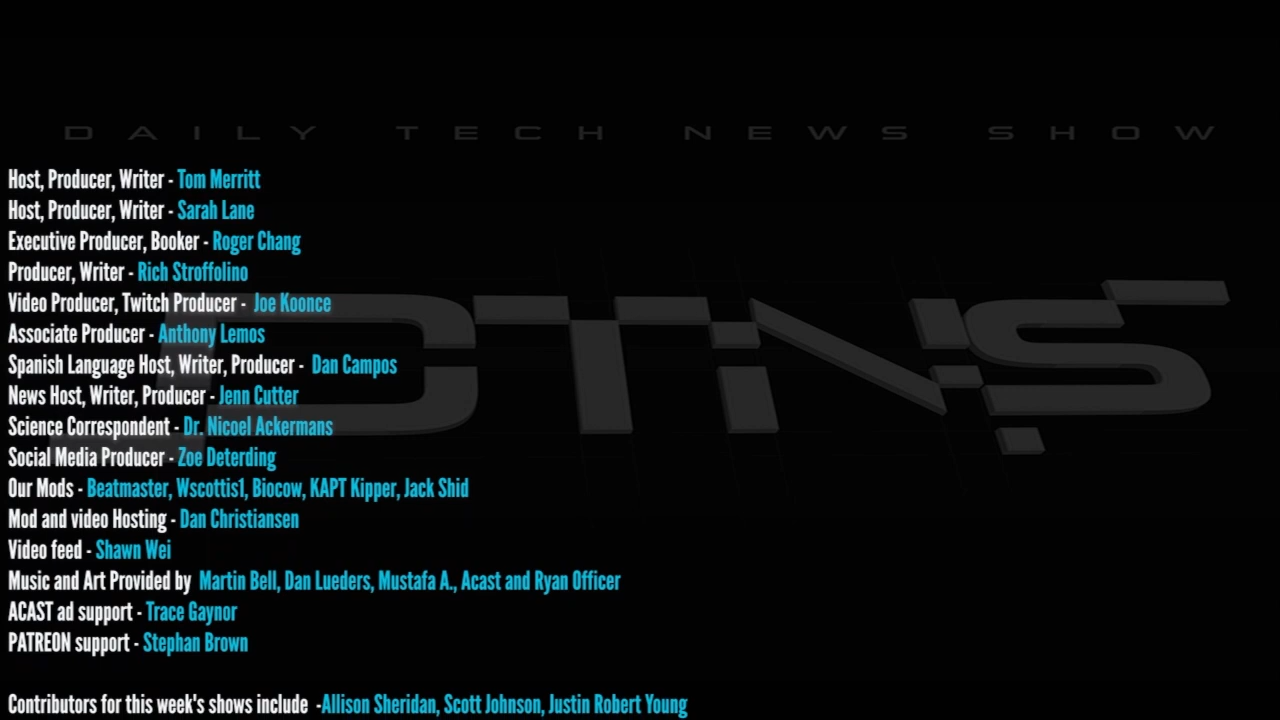 DAILY TECH NEWS SHOW
Host, Producer, Writer - Tom Merritt
Host, Producer, Writer - Sarah Lane
Executive Producer, Booker - Roger Chang
Producer, Writer - Rich Stroffolino
Video Producer, Twitch Producer - Joe Koonce
Associate Producer - Anthony Lemos
Spanish Language Host, Writer, Producer - Dan Campos
News Host, Writer, Producer - Jenn Cutter
Science Correspondent - Dr. Nicoel Ackermans
Social Media Producer - Zoe Deterding
Our Mods - Beatmaster, Wscottis1, Biocow, KAPT Kipper, Jack Shid
Mod and video Hosting - Dan Christiansen
Video feed - Shawn Wei
Music and Art Provided by Martin Bell, Dan Lueders, Mustafa A., Acast and Ryan Officer
ACAST ad support - Trace Gaynor
PATREON support - Stephan Brown
Contributors for this week's shows include -Allison Sheridan, Scott Johnson, Justin Robert Young
DTNS